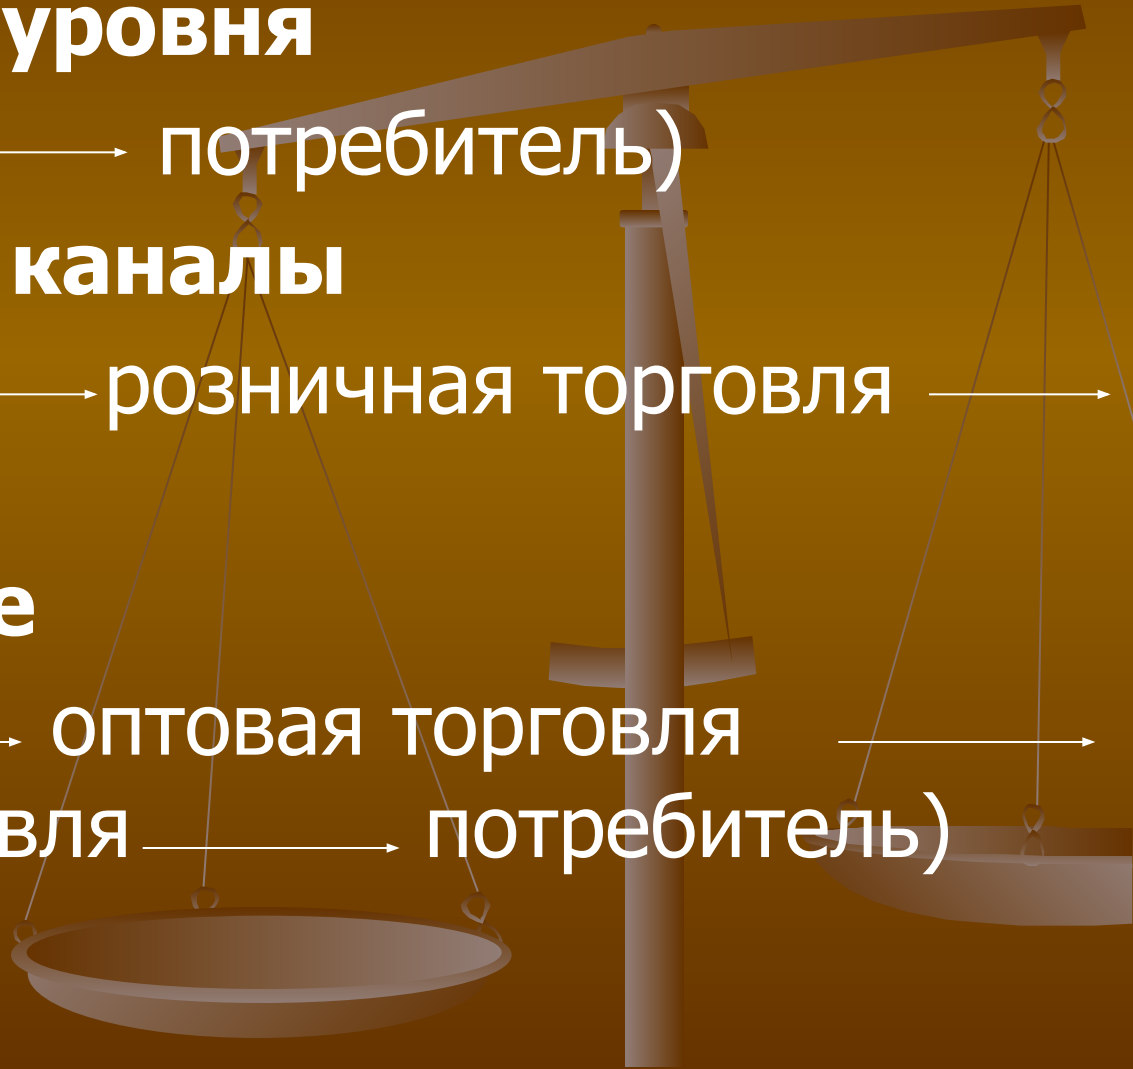 уровня
потребитель)
каналы
розничная торговля
е
оптовая торговля
вля потребитель)